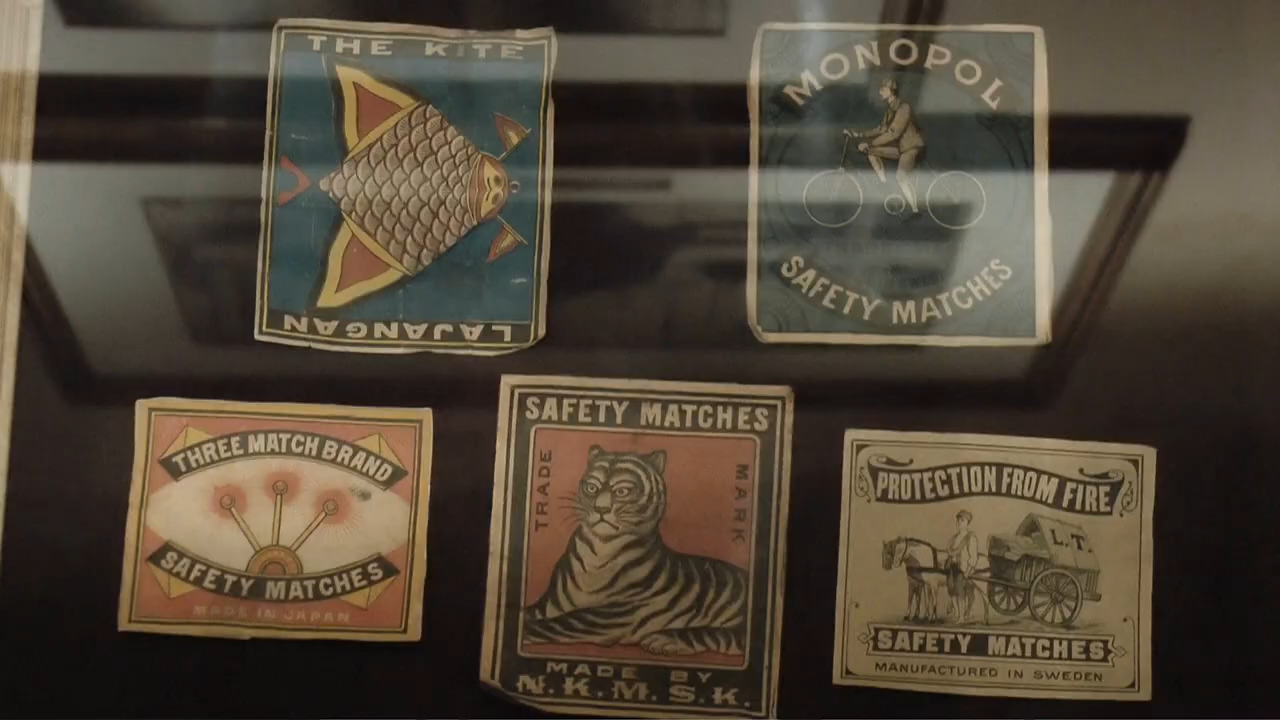 THE KITE
LAJANGAN
MONOPOL
SAFETY MATCHES
THREE MATCH BRAND
SAFETY MATCHES
MADE IN JAPAN
SAFETY MATCHES
TRADE MARK
MADE BY
N.K.M.S.K.
PROTECTION FROM FIRE
L.T.
SAFETY MATCHES
MANUFACTURED IN SWEDEN